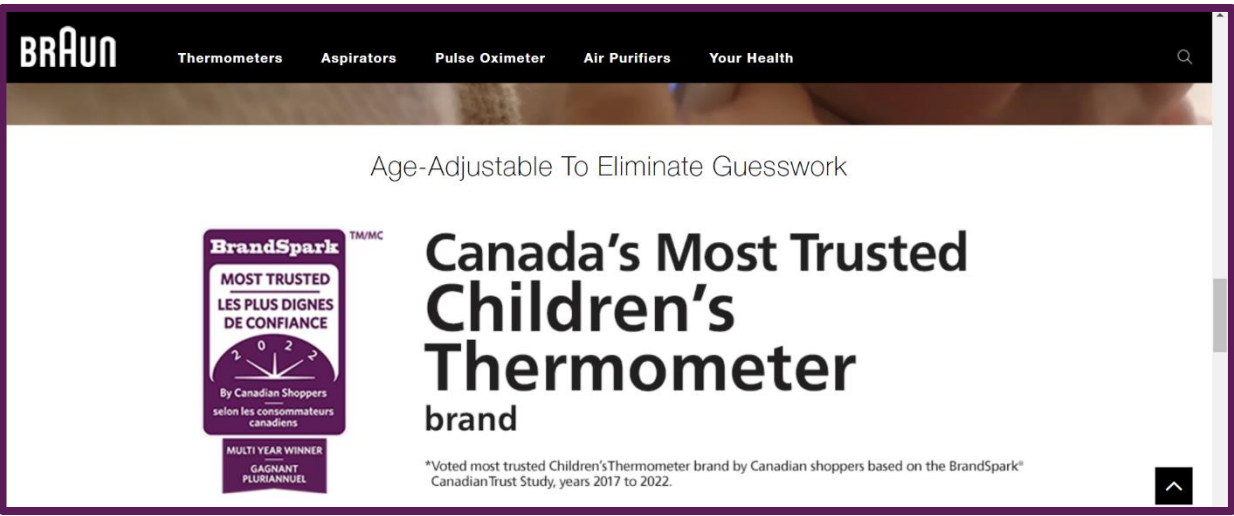 BRAUN
Thermometers Aspirators Pulse Oximeter Air Purifiers Your Health
Age-Adjustable To Eliminate Guesswork
BrandSpark TM/MC
MOST TRUSTED
LES PLUS DIGNES
DE CONFIANCE
2 0 2 2
By Canadian Shoppers
selon les consommateurs
canadiens
MULTI YEAR WINNER
GAGNANT
PLURIANNUEL
Canada's Most Trusted
Children's
Thermometer
brand
*Voted most trusted Children'sThermometer brand by Canadian shoppers based on the BrandSpark®
CanadianTrust Study, years 2017 to 2022.